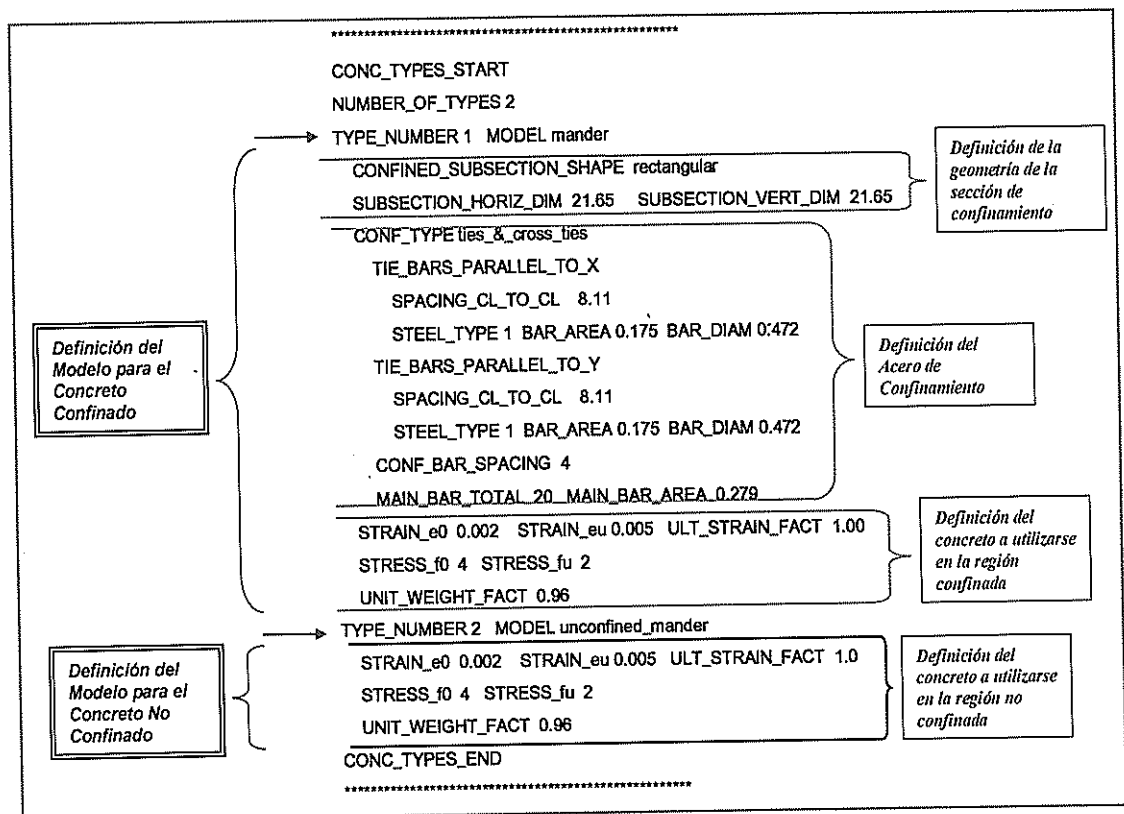 ****************************************************
CONC_TYPES_START
NUMBER_OF_TYPES 2
TYPE_NUMBER 1 MODEL mander
CONFINED_SUBSECTION_SHAPE rectangular
SUBSECTION_HORIZ_DIM 21.65 SUBSECTION_VERT_DIM 21.65
Definición de la
geometría de la
sección de
confinamiento
CONF_TYPE ties_&_cross_ties
TIE_BARS_PARALLEL_TO_X
SPACING_CL_TO_CL 8.11
STEEL_TYPE 1 BAR_AREA 0.175 BAR_DIAM 0.472
TIE_BARS_PARALLEL_TO_Y
SPACING_CL_TO_CL 8.11
STEEL_TYPE 1 BAR_AREA 0.175 BAR_DIAM 0.472
CONF_BAR_SPACING 4
MAIN_BAR_TOTAL 20 MAIN_BAR_AREA 0.279
Definición del
Acero de
Confinamiento
Definición del
Modelo para el
Concreto
Confinado
STRAIN_e0 0.002 STRAIN_eu 0.005 ULT_STRAIN_FACT 1.00
STRESS_f0 4 STRESS_fu 2
UNIT_WEIGHT_FACT 0.96
Definición del
concreto a utilizarse
en la región
confinada
TYPE_NUMBER 2 MODEL unconfined_mander
STRAIN_e0 0.002 STRAIN_eu 0.005 ULT_STRAIN_FACT 1.0
STRESS_f0 4 STRESS_fu 2
UNIT_WEIGHT_FACT 0.96
Definición del
concreto a utilizarse
en la región no
confinada
Definición del
Modelo para el
Concreto No
Confinado
CONC_TYPES_END
****************************************************